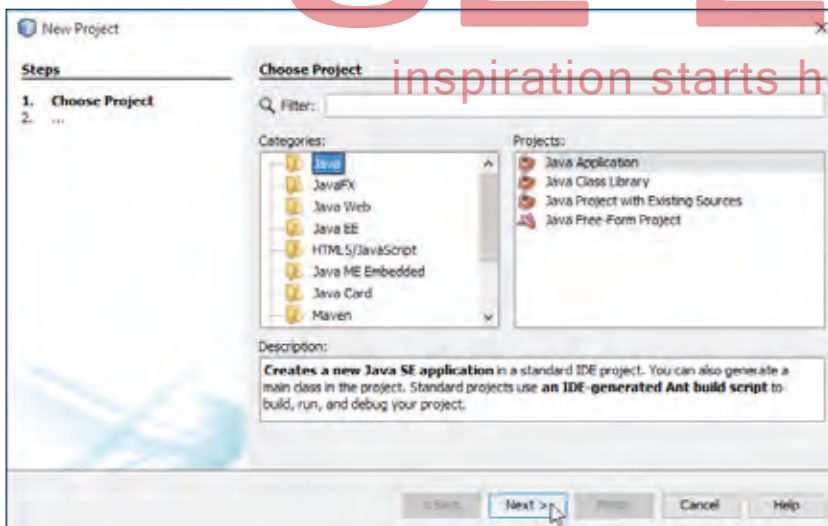 New Project
Steps
1. Choose Project
2. ...
Choose Project
inspiration starts h
Filter:
Categories:
Java
JavaFX
Java Web
Java EE
HTML5/JavaScript
Java ME Embedded
Java Card
Maven
Projects:
Java Application
Java Class Library
Java Project with Existing Sources
Java Free-Form Project
Description:
Creates a new Java SE application in a standard IDE project. You can also generate a
main class in the project. Standard projects use an IDE-generated Ant build script to
build, run, and debug your project.
< Back Next > Finish Cancel Help